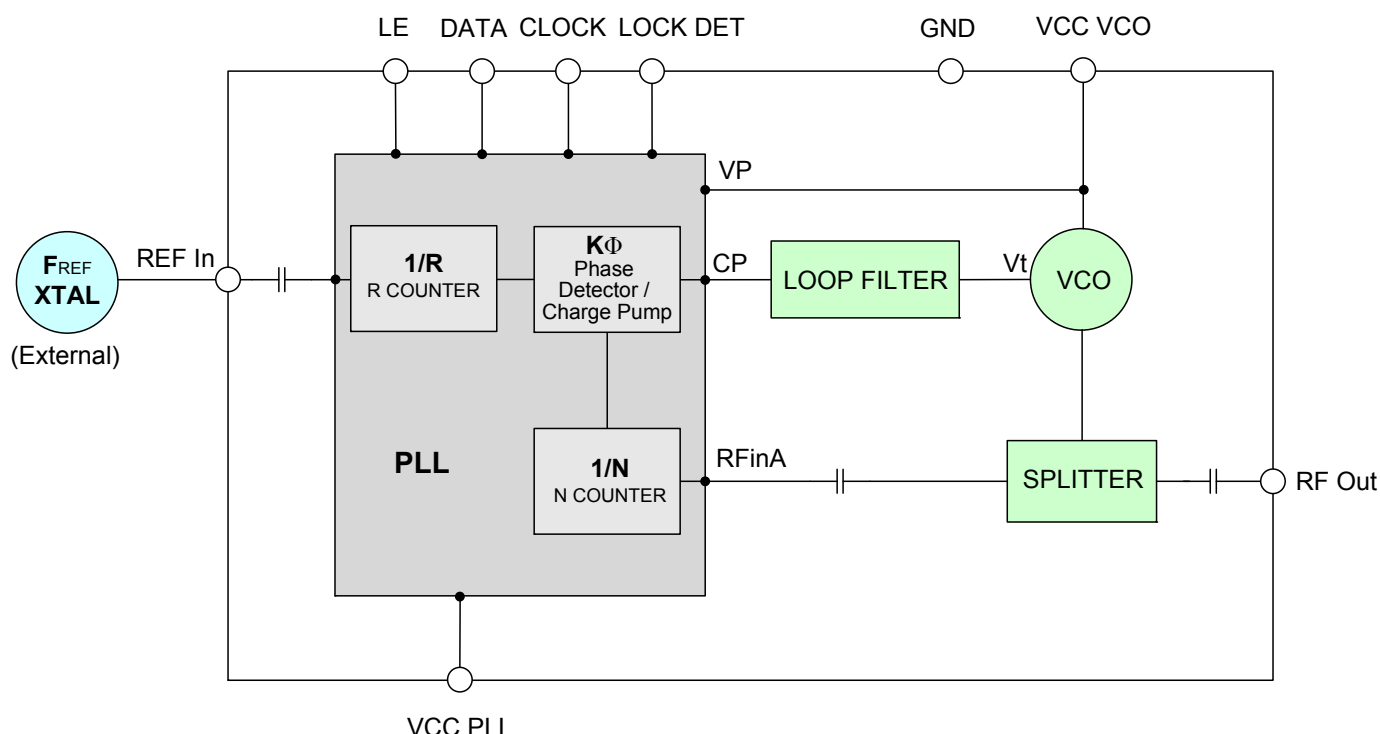 LE DATA CLOCK LOCK DET GND VCC VCO
VP
FREF
XTAL
(External)
REF In
1/R
R COUNTER
KΦ
Phase
Detector /
Charge Pump
CP
LOOP FILTER
Vt
VCO
PLL
1/N
N COUNTER
RFinA
SPLITTER
RF Out
VCC PLL